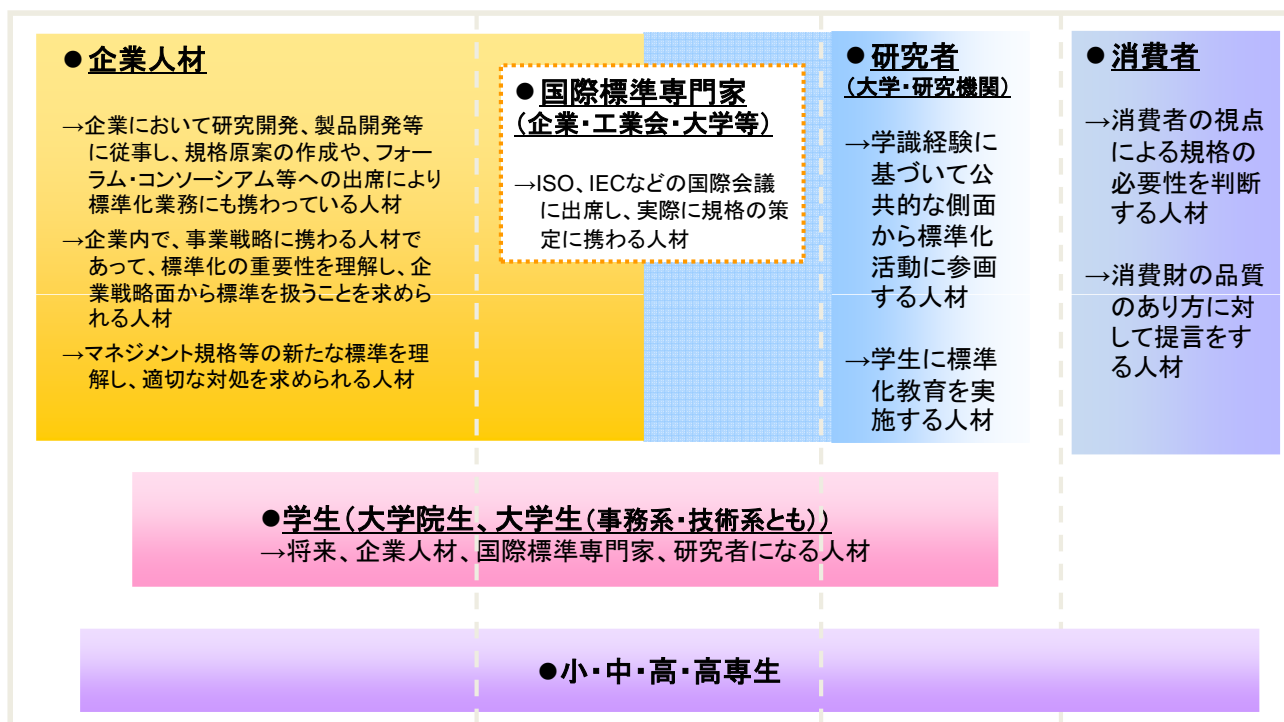 ●企業人材
→企業において研究開発、製品開発等
に従事し、規格原案の作成や、フォー
ラム・コンソーシアム等への出席により
標準化業務にも携わっている人材
→企業内で、事業戦略に携わる人材で
あって、標準化の重要性を理解し、企
業戦略面から標準を扱うことを求めら
れる人材
→マネジメント規格等の新たな標準を理
解し、適切な対処を求められる人材
●国際標準専門家
(企業・工業会・大学等)
→ISO、IECなどの国際会議
に出席し、実際に規格の策
定に携わる人材
●研究者
(大学・研究機関)
→学識経験に
基づいて公
共的な側面
から標準化
活動に参画
する人材
→学生に標準
化教育を実
施する人材
●消費者
→消費者の視点
による規格の
必要性を判断
する人材
→消費財の品質
のあり方に対
して提言をす
る人材
●学生(大学院生、大学生(事務系・技術系とも))
→将来、企業人材、国際標準専門家、研究者になる人材
●小・中・高・高専生